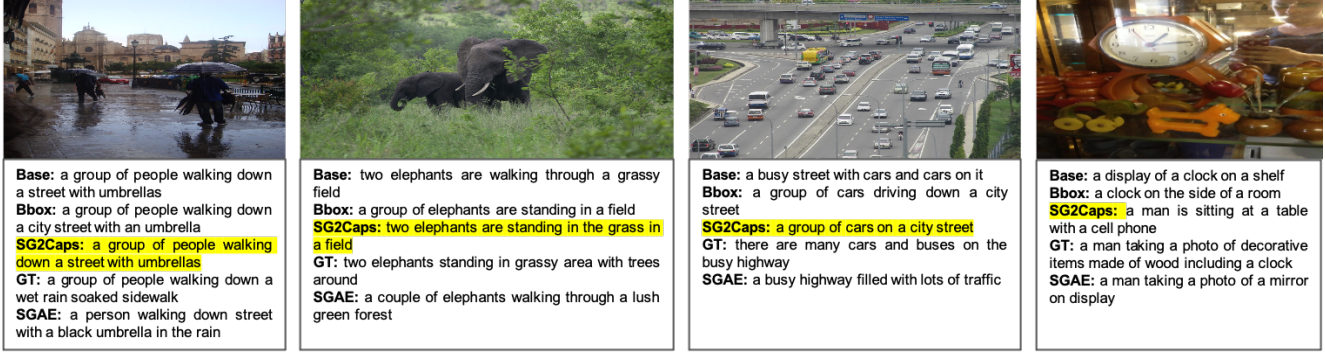 Base: a group of people walking down
a street with umbrellas
Bbox: a group of people walking down
a city street with an umbrella
SG2Caps: a group of people walking
down a street with umbrellas
GT: a group of people walking down a
wet rain soaked sidewalk
SGAE: a person walking down street
with a black umbrella in the rain
Base: two elephants are walking through a grassy
field
Bbox: a group of elephants are standing in a field
SG2Caps: two elephants are standing in the grass in
a field
GT: two elephants standing in grassy area with trees
around
SGAE: a couple of elephants walking through a lush
green forest
Base: a busy street with cars and cars on it
Bbox: a group of cars driving down a city
street
SG2Caps: a group of cars on a city street
GT: there are many cars and buses on the
busy highway
SGAE: a busy highway filled with lots of traffic
Base: a display of a clock on a shelf
Bbox: a clock on the side of a room
SG2Caps: a man is sitting at a table
with a cell phone
GT: a man taking a photo of decorative
items made of wood including a clock
SGAE: a man taking a photo of a mirror
on display